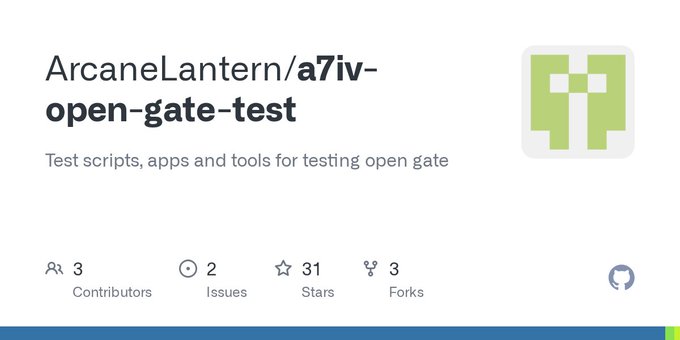 ArcaneLantern/a7iv-
open-gate-test
Test scripts, apps and tools for testing open gate
3
Contributors
2
Issues
31
Stars
3
Forks